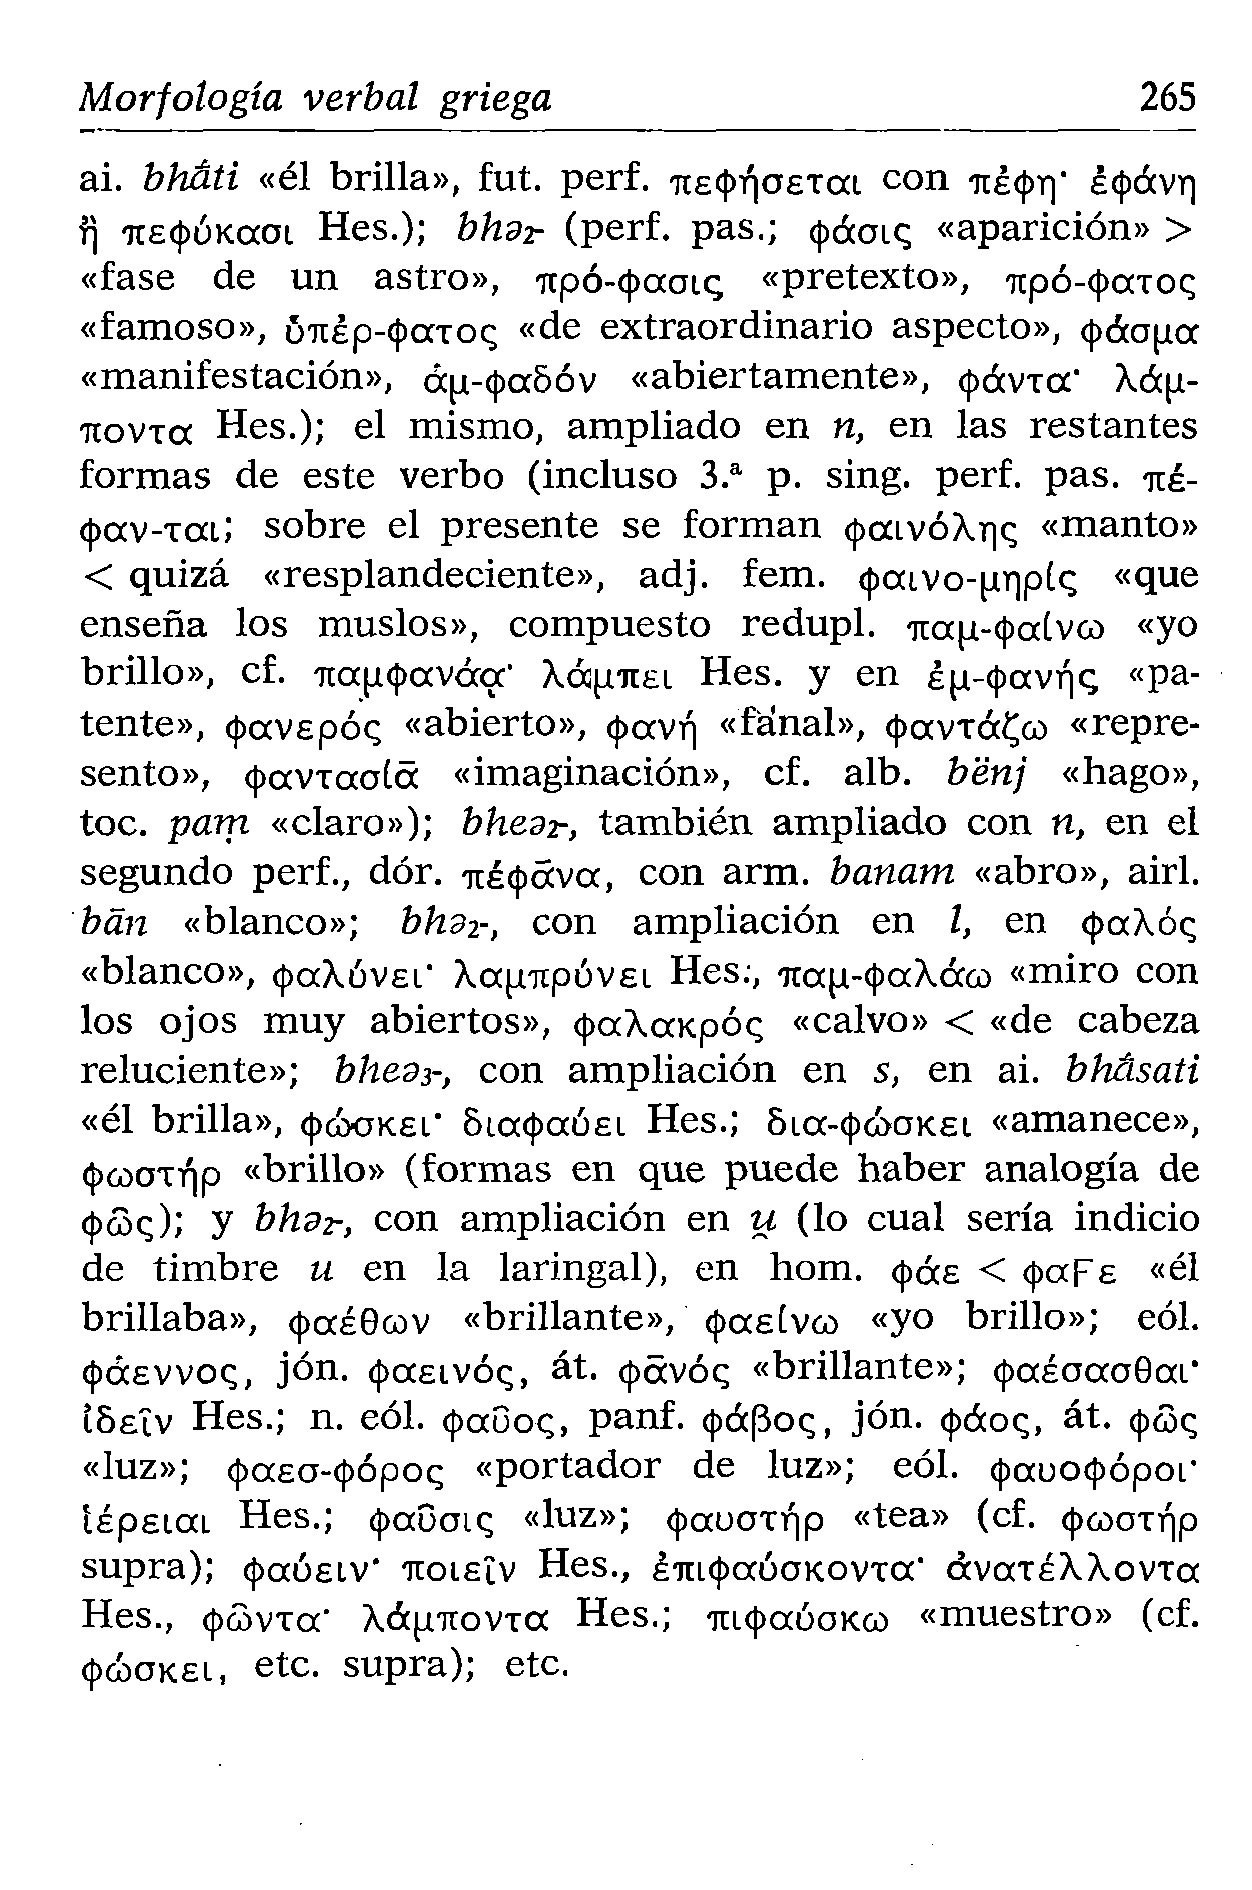 Morfología verbal griega 265
ai. bhā́ti «él brilla», fut. perf. πεφήσεται con πέφη· ἐφάνη
ἢ πεφύκασι Hes.); bhə₂- (perf. pas.; φάσις «aparición» >
«fase de un astro», πρό-φασις «pretexto», πρό-φατος
«famoso», ὑπέρ-φατος «de extraordinario aspecto», φάσμα
«manifestación», ἀμ-φαδόν «abiertamente», φάντα· λάμ-
ποντα Hes.); el mismo, ampliado en n, en las restantes
formas de este verbo (incluso 3.ª p. sing. perf. pas. πέ-
φαν-ται; sobre el presente se forman φαινόλης «manto»
< quizá «resplandeciente», adj. fem. φαινο-μηρίς «que
enseña los muslos», compuesto redupl. παμ-φαίνω «yo
brillo», cf. παμφανάᾳ· λάμπει Hes. y en ἐμ-φανής «pa-
tente», φανερός «abierto», φανή «fanal», φαντάζω «repre-
sento», φαντασίᾱ «imaginación», cf. alb. bënj «hago»,
toc. paṃ «claro»); bheə₂-, también ampliado con n, en el
segundo perf., dór. πέφᾱνα, con arm. banam «abro», airl.
bān «blanco»; bhə₂-, con ampliación en l, en φαλός
«blanco», φαλύνει· λαμπρύνει Hes., παμ-φαλάω «miro con
los ojos muy abiertos», φαλακρός «calvo» < «de cabeza
reluciente»; bheə₃-, con ampliación en s, en ai. bhā́sati
«él brilla», φώσκει· διαφαύει Hes.; δια-φώσκει «amanece»,
φωστήρ «brillo» (formas en que puede haber analogía de
φῶς); y bhə₂-, con ampliación en u̯ (lo cual sería indicio
de timbre u en la laringal), en hom. φάε < φαϝε «él
brillaba», φαέθων «brillante», φαείνω «yo brillo»; eól.
φάεννος, jón. φαεινός, át. φᾱνός «brillante»; φαέσασθαι·
ἰδεῖν Hes.; n. eól. φαῦος, panf. φάβος, jón. φάος, át. φῶς
«luz»; φαεσ-φόρος «portador de luz»; eól. φαυοφόροι·
ἱέρειαι Hes.; φαῦσις «luz»; φαυστήρ «tea» (cf. φωστήρ
supra); φαύειν· ποιεῖν Hes., ἐπιφαύσκοντα· ἀνατέλλοντα
Hes., φῶντα· λάμποντα Hes.; πιφαύσκω «muestro» (cf.
φώσκει, etc. supra); etc.